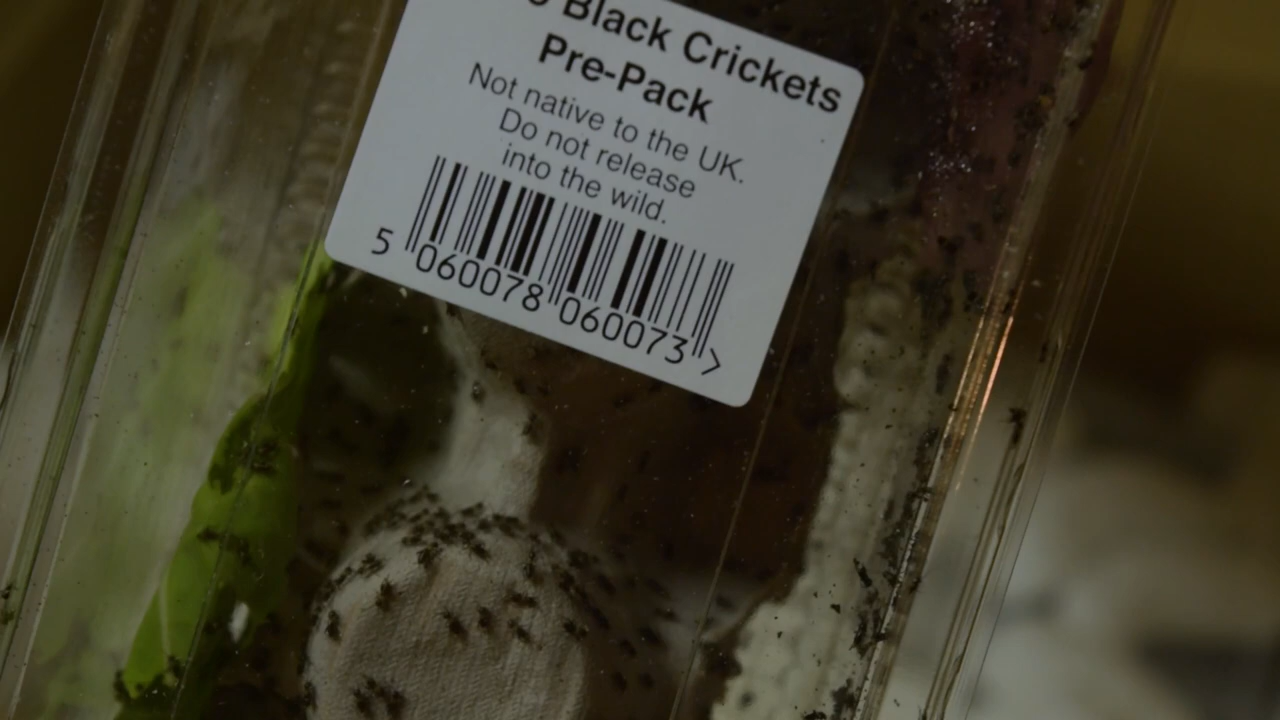 Black Crickets
Pre-Pack
Not native to the UK.
Do not release
into the wild.
5 060078 060073 >